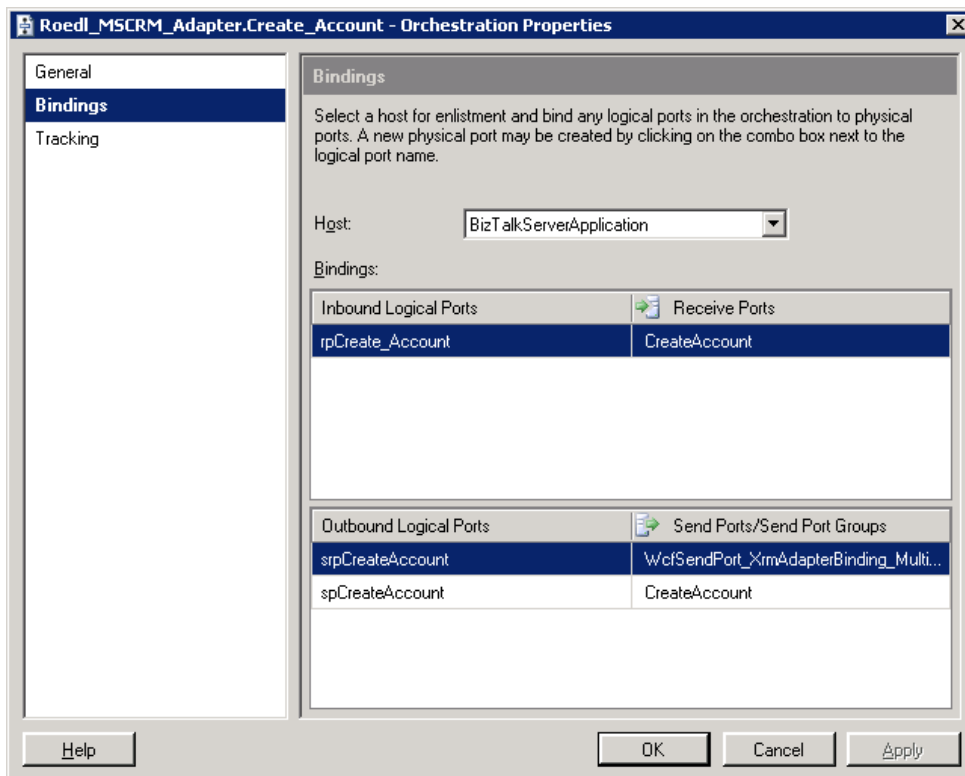 Roedl_MSCRM_Adapter.Create_Account - Orchestration Properties
General
Bindings
Tracking
Bindings
Select a host for enlistment and bind any logical ports in the orchestration to physical
ports. A new physical port may be created by clicking on the combo box next to the
logical port name.
Host:
BizTalkServerApplication
Bindings:
Inbound Logical Ports
Receive Ports
rpCreate_Account
CreateAccount
Outbound Logical Ports
Send Ports/Send Port Groups
srpCreateAccount
WcfSendPort_XrmAdapterBinding_Multi...
spCreateAccount
CreateAccount
Help
OK
Cancel
Apply